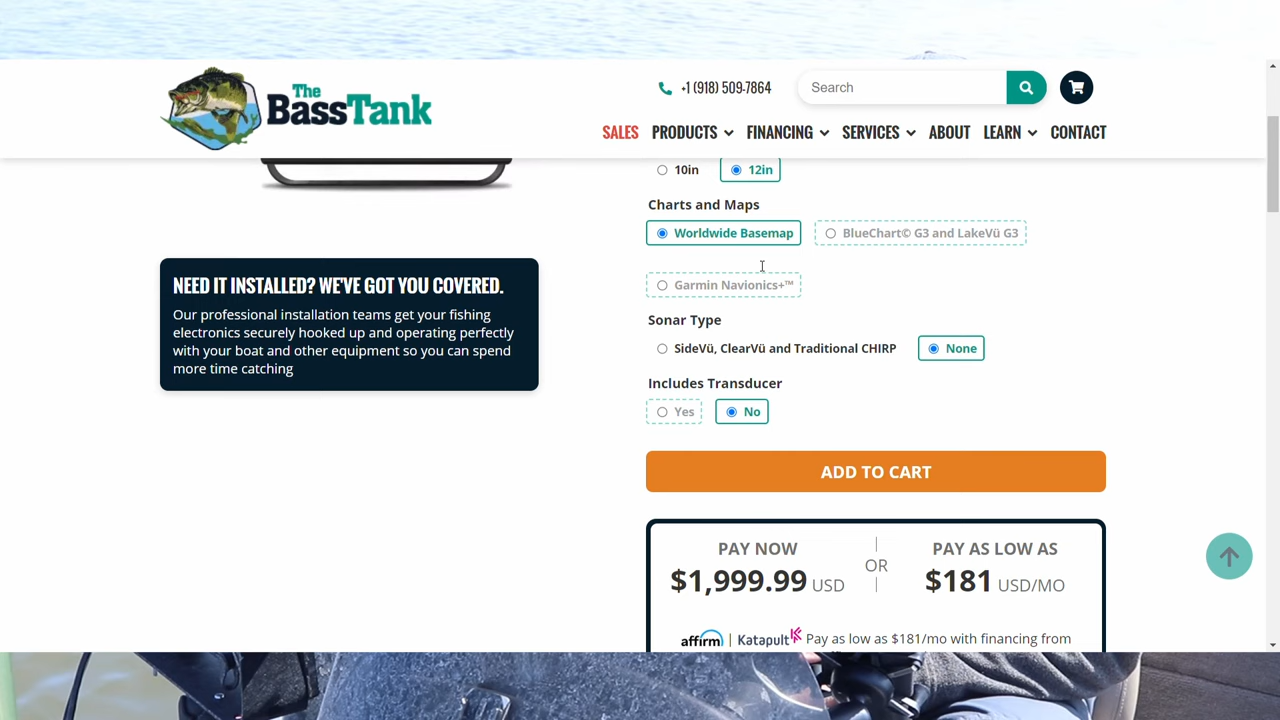 The
BassTank
+1 (918) 509-7864
Search
SALES PRODUCTS FINANCING SERVICES ABOUT LEARN CONTACT
10in 12in
Charts and Maps
Worldwide Basemap BlueChart© G3 and LakeVü G3
Garmin Navionics+™
Sonar Type
SideVü, ClearVü and Traditional CHIRP None
Includes Transducer
Yes No
ADD TO CART
PAY NOW
$1,999.99 USD
OR
PAY AS LOW AS
$181 USD/MO
affirm | Katapult K Pay as low as $181/mo with financing from
NEED IT INSTALLED? WE'VE GOT YOU COVERED.
Our professional installation teams get your fishing
electronics securely hooked up and operating perfectly
with your boat and other equipment so you can spend
more time catching